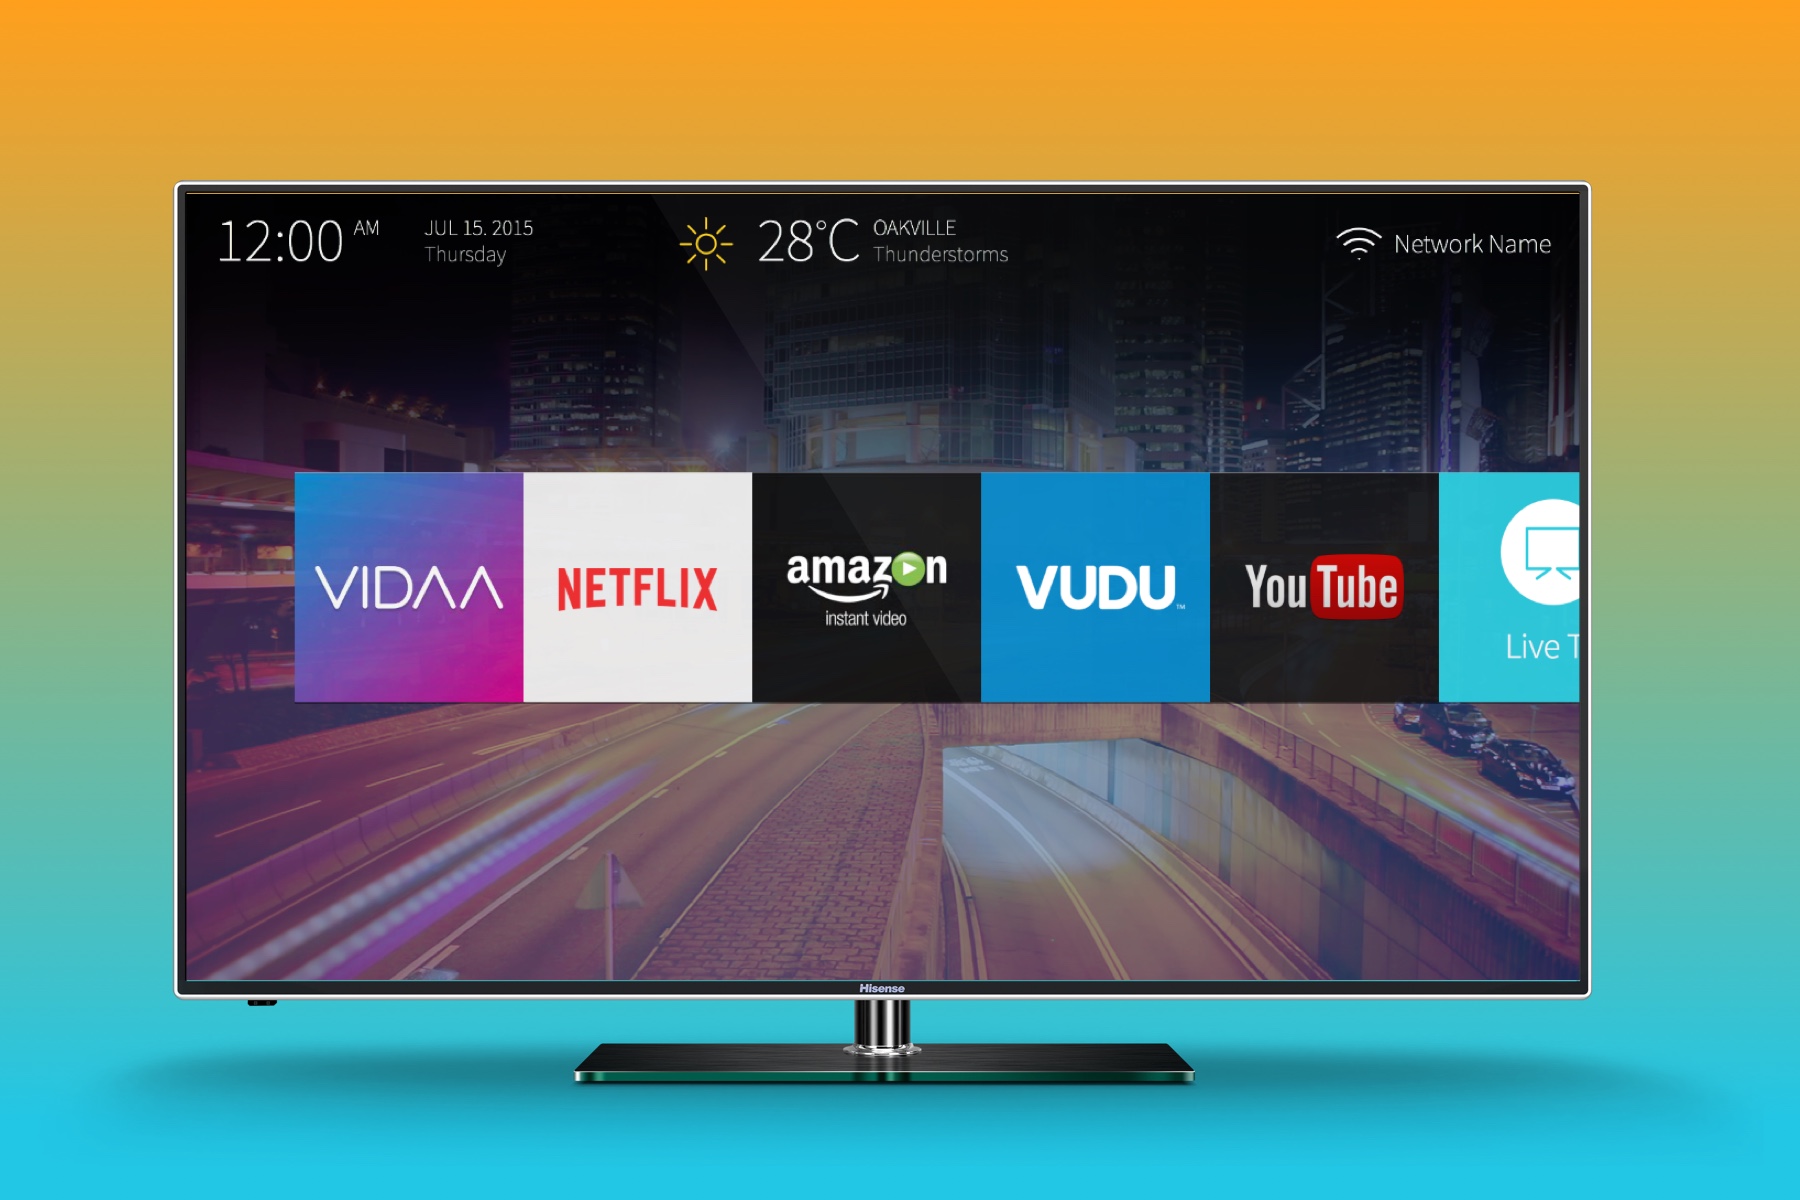 12:00 AM
JUL 15. 2015
Thursday
28°C
OAKVILLE
Thunderstorms
Network Name
VIDAA
NETFLIX
amazon
instant video
VUDU™
YouTube
Live T
Hisense